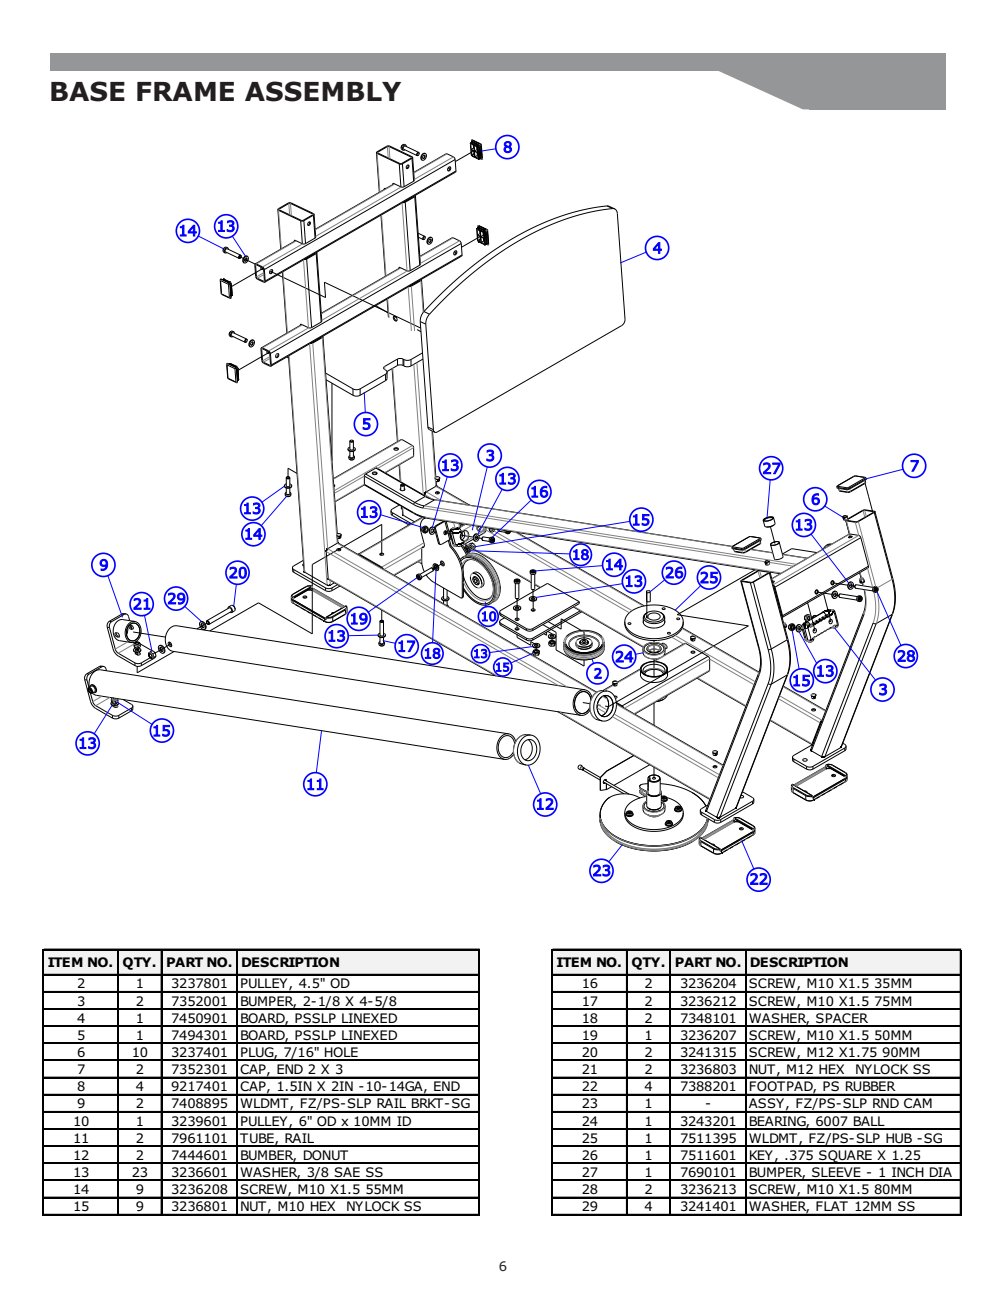 BASE FRAME ASSEMBLY
8
14 13
4
5
13 3 13 16
27 7
6
13
13
14
13
15
18
14
13 26 25
9
20
21 29
19
13 17 18
10
13
15
2
24
28
15 13
3
13 15
11
12
23
22
ITEM NO. QTY. PART NO. DESCRIPTION
2 1 3237801 PULLEY, 4.5" OD
3 2 7352001 BUMPER, 2-1/8 X 4-5/8
4 1 7450901 BOARD, PSSLP LINEXED
5 1 7494301 BOARD, PSSLP LINEXED
6 10 3237401 PLUG, 7/16" HOLE
7 2 7352301 CAP, END 2 X 3
8 4 9217401 CAP, 1.5IN X 2IN -10-14GA, END
9 2 7408895 WLDMT, FZ/PS-SLP RAIL BRKT-SG
10 1 3239601 PULLEY, 6" OD x 10MM ID
11 2 7961101 TUBE, RAIL
12 2 7444601 BUMBER, DONUT
13 23 3236601 WASHER, 3/8 SAE SS
14 9 3236208 SCREW, M10 X1.5 55MM
15 9 3236801 NUT, M10 HEX NYLOCK SS
ITEM NO. QTY. PART NO. DESCRIPTION
16 2 3236204 SCREW, M10 X1.5 35MM
17 2 3236212 SCREW, M10 X1.5 75MM
18 2 7348101 WASHER, SPACER
19 1 3236207 SCREW, M10 X1.5 50MM
20 2 3241315 SCREW, M12 X1.75 90MM
21 2 3236803 NUT, M12 HEX NYLOCK SS
22 4 7388201 FOOTPAD, PS RUBBER
23 1 - ASSY, FZ/PS-SLP RND CAM
24 1 3243201 BEARING, 6007 BALL
25 1 7511395 WLDMT, FZ/PS-SLP HUB -SG
26 1 7511601 KEY, .375 SQUARE X 1.25
27 1 7690101 BUMPER, SLEEVE - 1 INCH DIA
28 2 3236213 SCREW, M10 X1.5 80MM
29 4 3241401 WASHER, FLAT 12MM SS
6